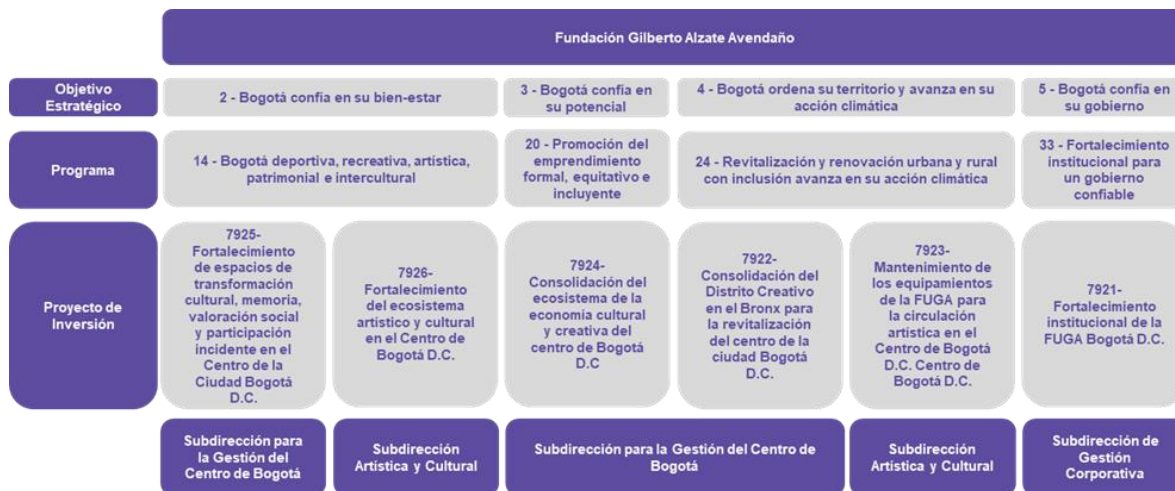 Fundación Gilberto Alzate Avendaño
Objetivo
Estratégico
2 - Bogotá confía en su bien-estar
3 - Bogotá confía en
su potencial
4 - Bogotá ordena su territorio y avanza en su
acción climática
5 - Bogotá confía en
su gobierno
Programa
14 - Bogotá deportiva, recreativa, artística,
patrimonial e intercultural
20 - Promoción del
emprendimiento
formal, equitativo e
incluyente
24 - Revitalización y renovación urbana y rural
con inclusión avanza en su acción climática
33 - Fortalecimiento
institucional para
un gobierno
confiable
Proyecto de
Inversión
7925-
Fortalecimiento
de espacios de
transformación
cultural, memoria,
valoración social
y participación
incidente en el
Centro de la
Ciudad Bogotá
D.C.
7926-
Fortalecimiento
del ecosistema
artístico y cultural
en el Centro de
Bogotá D.C.
7924-
Consolidación del
ecosistema de la
economía cultural
y creativa del
centro de Bogotá
D.C
7922-
Consolidación del
Distrito Creativo
en el Bronx para
la revitalización
del centro de la
ciudad Bogotá
D.C.
7923-
Mantenimiento de
los equipamientos
de la FUGA para
la circulación
artística en el
Centro de Bogotá
D.C. Centro de
Bogotá D.C.
7921-
Fortalecimiento
institucional de la
FUGA Bogotá D.C.
Subdirección para
la Gestión del
Centro de Bogotá
Subdirección
Artística y Cultural
Subdirección para la Gestión del Centro de
Bogotá
Subdirección
Artística y Cultural
Subdirección de
Gestión
Corporativa